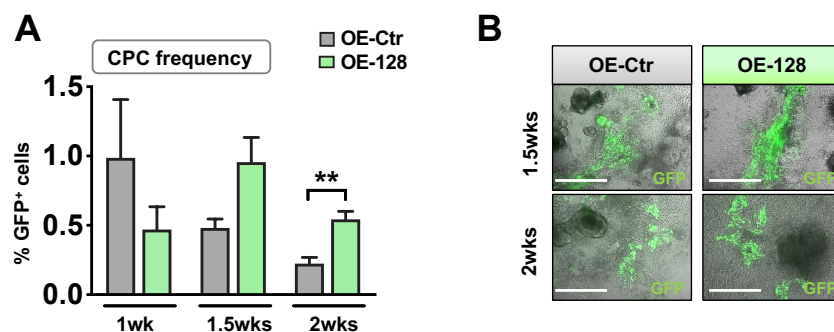 A
CPC frequency
OE-Ctr
OE-128
% GFP⁺ cells
1.5
1.0
0.5
0.0
**
1wk
1.5wks
2wks
B
OE-Ctr
OE-128
1.5wks
GFP
GFP
2wks
GFP
GFP